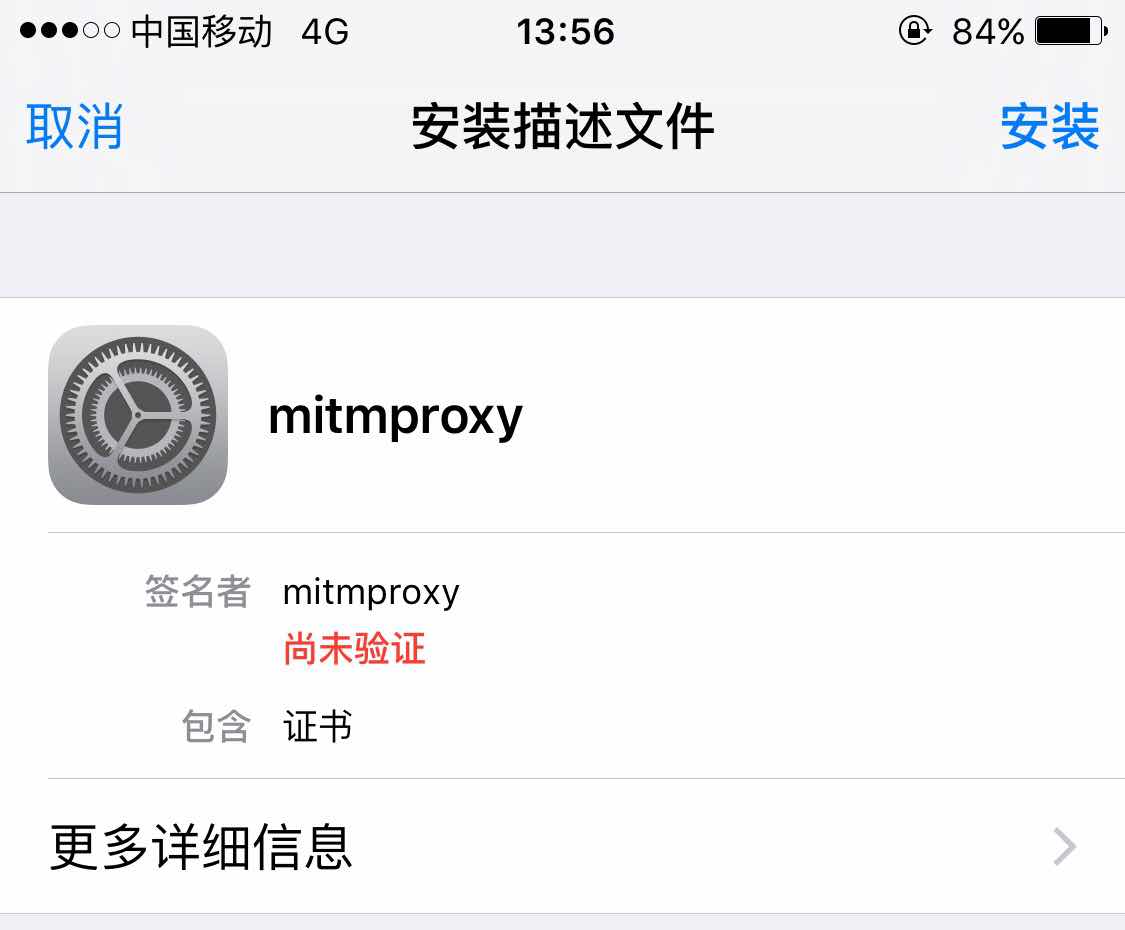 中国移动 4G 13:56 84%
取消 安装描述文件 安装
mitmproxy
签名者 mitmproxy
尚未验证
包含 证书
更多详细信息